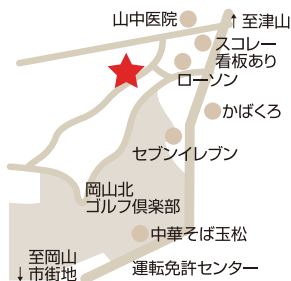 山中医院
↑至津山
スコレー
看板あり
ローソン
かばくろ
セブンイレブン
岡山北
ゴルフ倶楽部
中華そば玉松
至岡山
↓市街地
運転免許センター